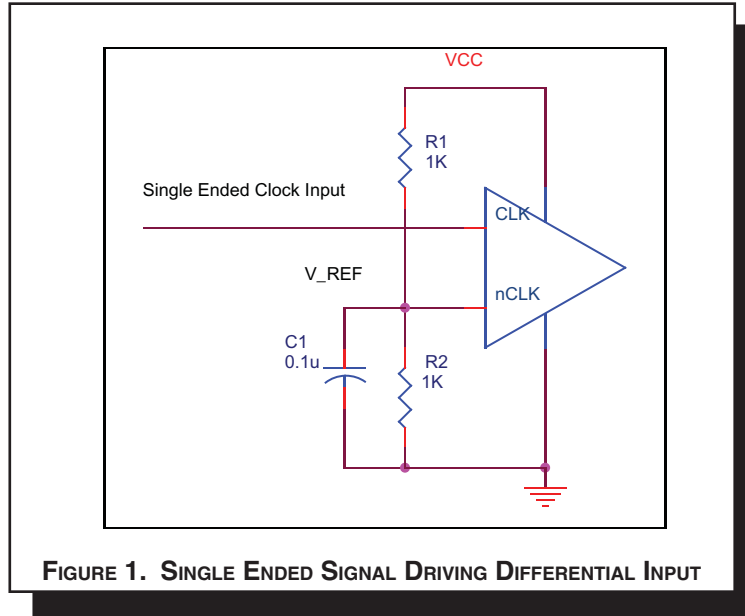 VCC
R1
1K
Single Ended Clock Input
CLK
V_REF
nCLK
C1
0.1u
R2
1K
FIGURE 1. SINGLE ENDED SIGNAL DRIVING DIFFERENTIAL INPUT